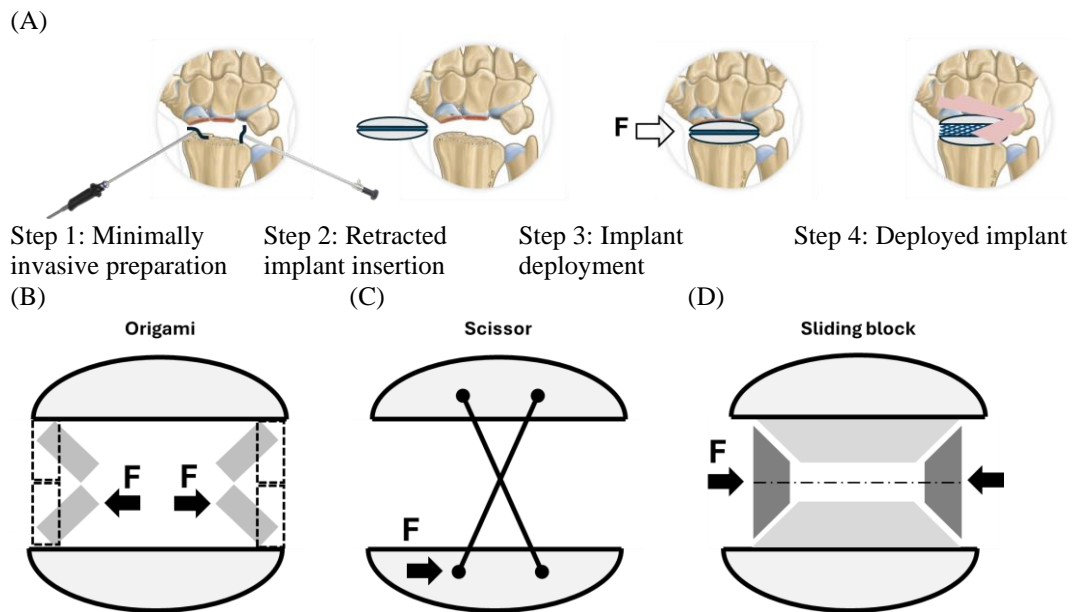 (A)
F
Step 1: Minimally
invasive preparation
Step 2: Retracted
implant insertion
Step 3: Implant
deployment
Step 4: Deployed implant
(B)
(C)
(D)
Origami
Scissor
Sliding block
F
F
F
F